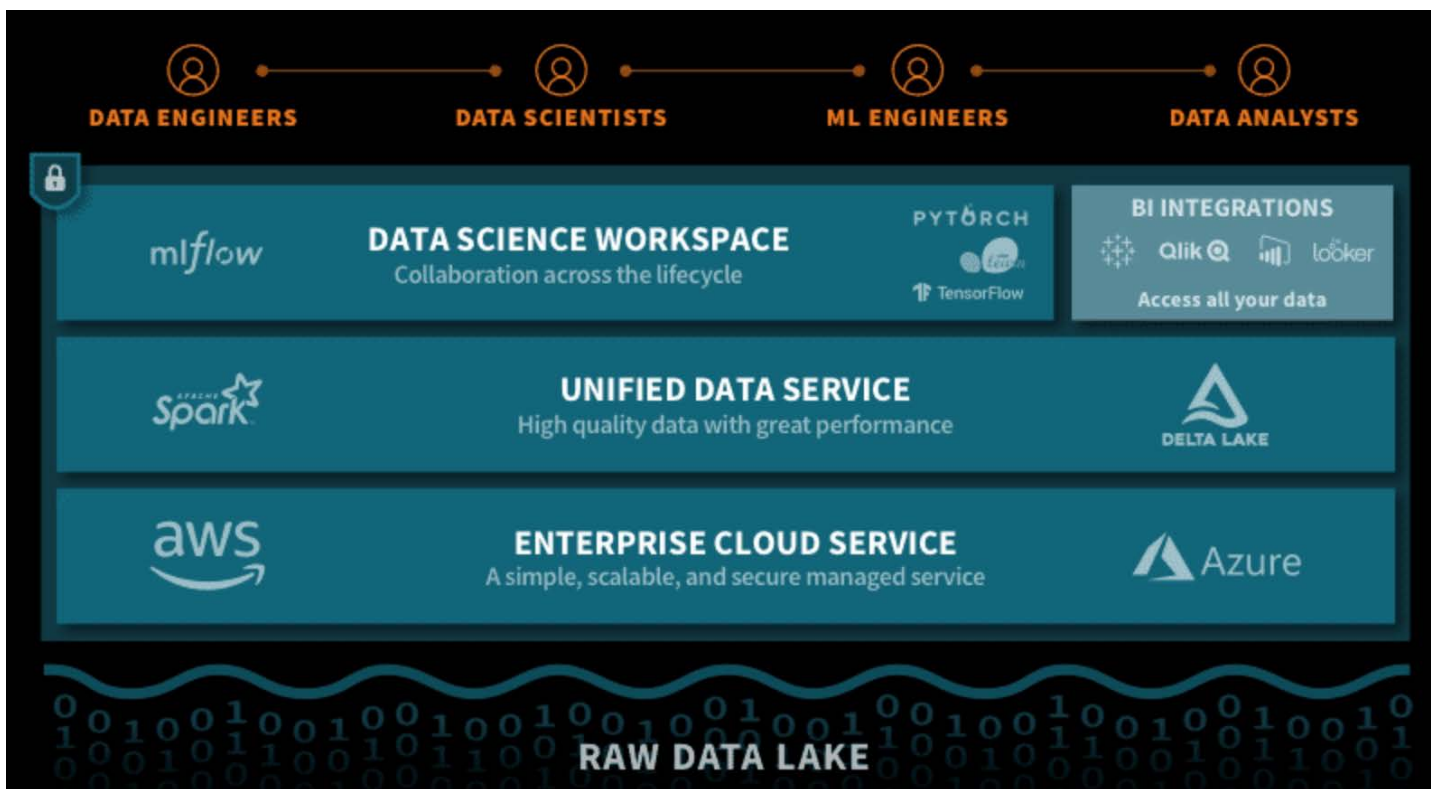 DATA ENGINEERS
DATA SCIENTISTS
ML ENGINEERS
DATA ANALYSTS
mlflow
DATA SCIENCE WORKSPACE
Collaboration across the lifecycle
PYTORCH
learn
TensorFlow
BI INTEGRATIONS
Qlik
looker
Access all your data
APACHE
Spark
UNIFIED DATA SERVICE
High quality data with great performance
DELTA LAKE
aws
ENTERPRISE CLOUD SERVICE
A simple, scalable, and secure managed service
Azure
RAW DATA LAKE